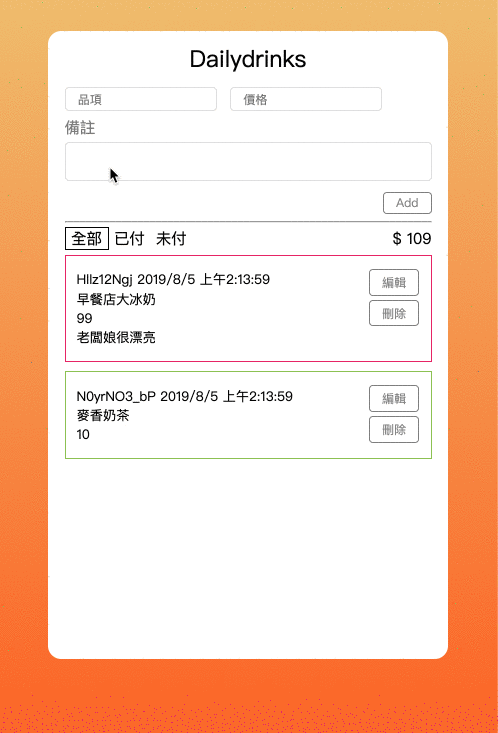 Dailydrinks
品項 價格
備註
Add
全部 已付 未付 $ 109
Hllz12Ngj 2019/8/5 上午2:13:59 編輯
早餐店大冰奶
99 刪除
老闆娘很漂亮
N0yrNO3_bP 2019/8/5 上午2:13:59 編輯
麥香奶茶
10 刪除